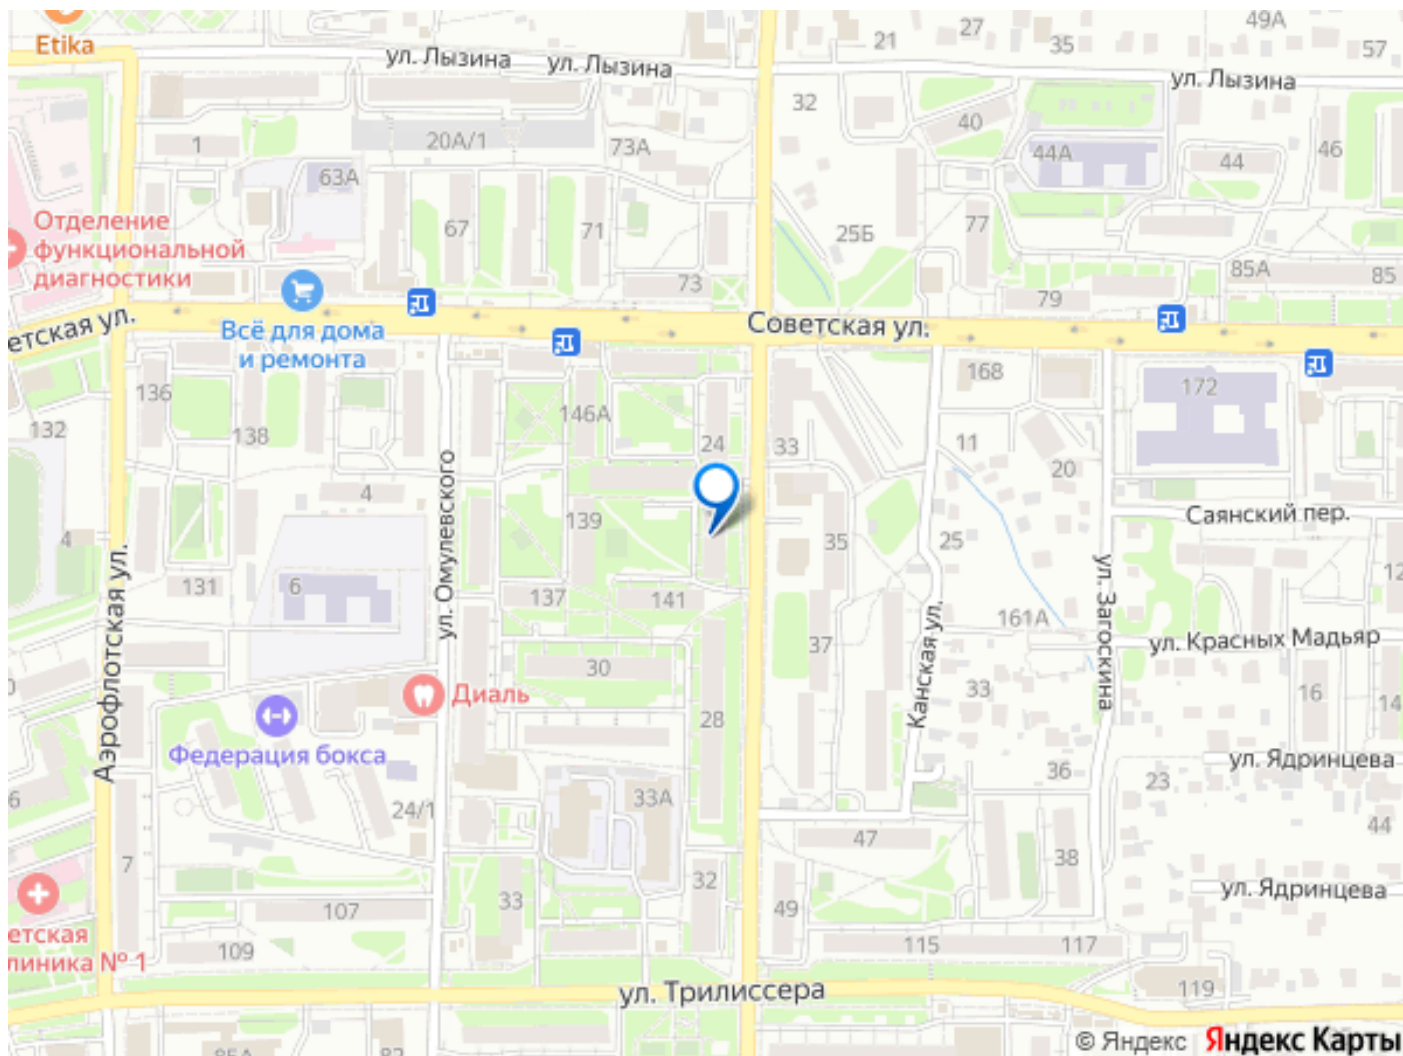 Etika
ул. Лызина
ул. Лызина
21
27
35
49А
57
ул. Лызина
32
40
1
20А/1
73А
63А
44А
44
46
Отделение
функциональной
диагностики
67
71
77
25Б
73
79
85А
85
етская ул.
Всё для дома
и ремонта
Советская ул.
136
132
138
146А
24
33
168
172
11
20
4
4
139
35
25
Саянский пер.
ул. Омулевского
Аэрофлотская ул.
131
6
137
141
37
161А
12
Канская ул.
ул. Загоскина
ул. Красных Мадьяр
30
33
16
14
Диаль
28
Федерация бокса
ул. Ядринцева
36
23
6
24/1
33А
44
47
38
7
32
ул. Ядринцева
107
33
49
етская
линика № 1
109
115
117
119
ул. Трилиссера
85А
82
© Яндекс Яндекс Карты